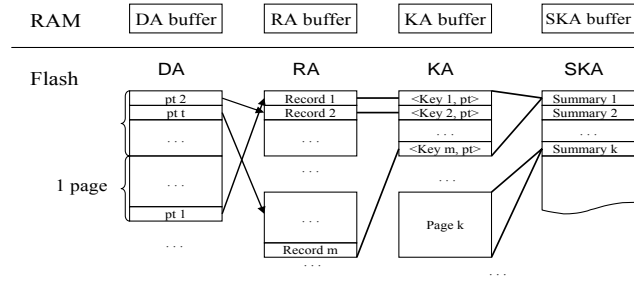 RAM DA buffer RA buffer KA buffer SKA buffer
Flash DA RA KA SKA
pt 2 Record 1 <Key 1, pt> Summary 1
pt t Record 2 <Key 2, pt> Summary 2
. . . . . . . . . . . .
<Key m, pt> Summary k
. . . . . .
1 page . . . . . . Page k
pt 1
. . . Record m
. . . . . .